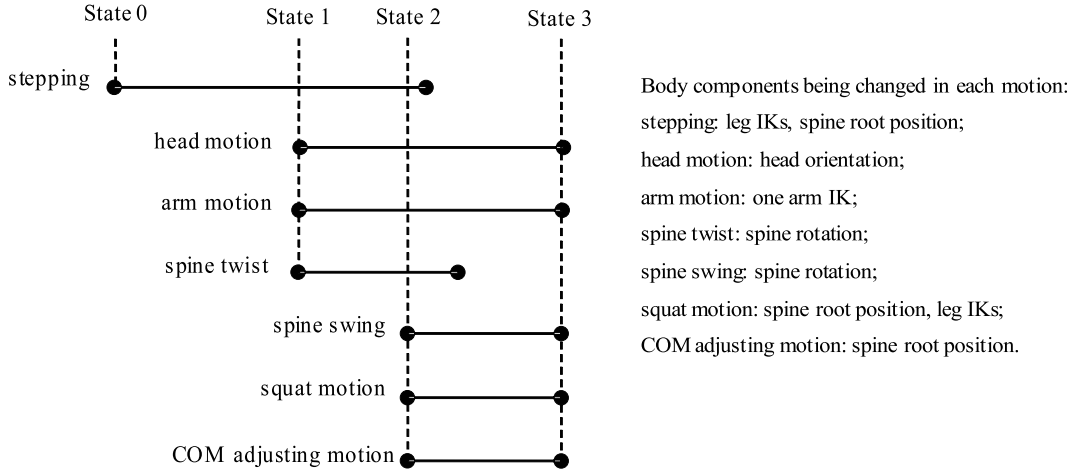 State 0 State 1 State 2 State 3
stepping
head motion
arm motion
spine twist
spine swing
squat motion
COM adjusting motion
Body components being changed in each motion:
stepping: leg IKs, spine root position;
head motion: head orientation;
arm motion: one arm IK;
spine twist: spine rotation;
spine swing: spine rotation;
squat motion: spine root position, leg IKs;
COM adjusting motion: spine root position.